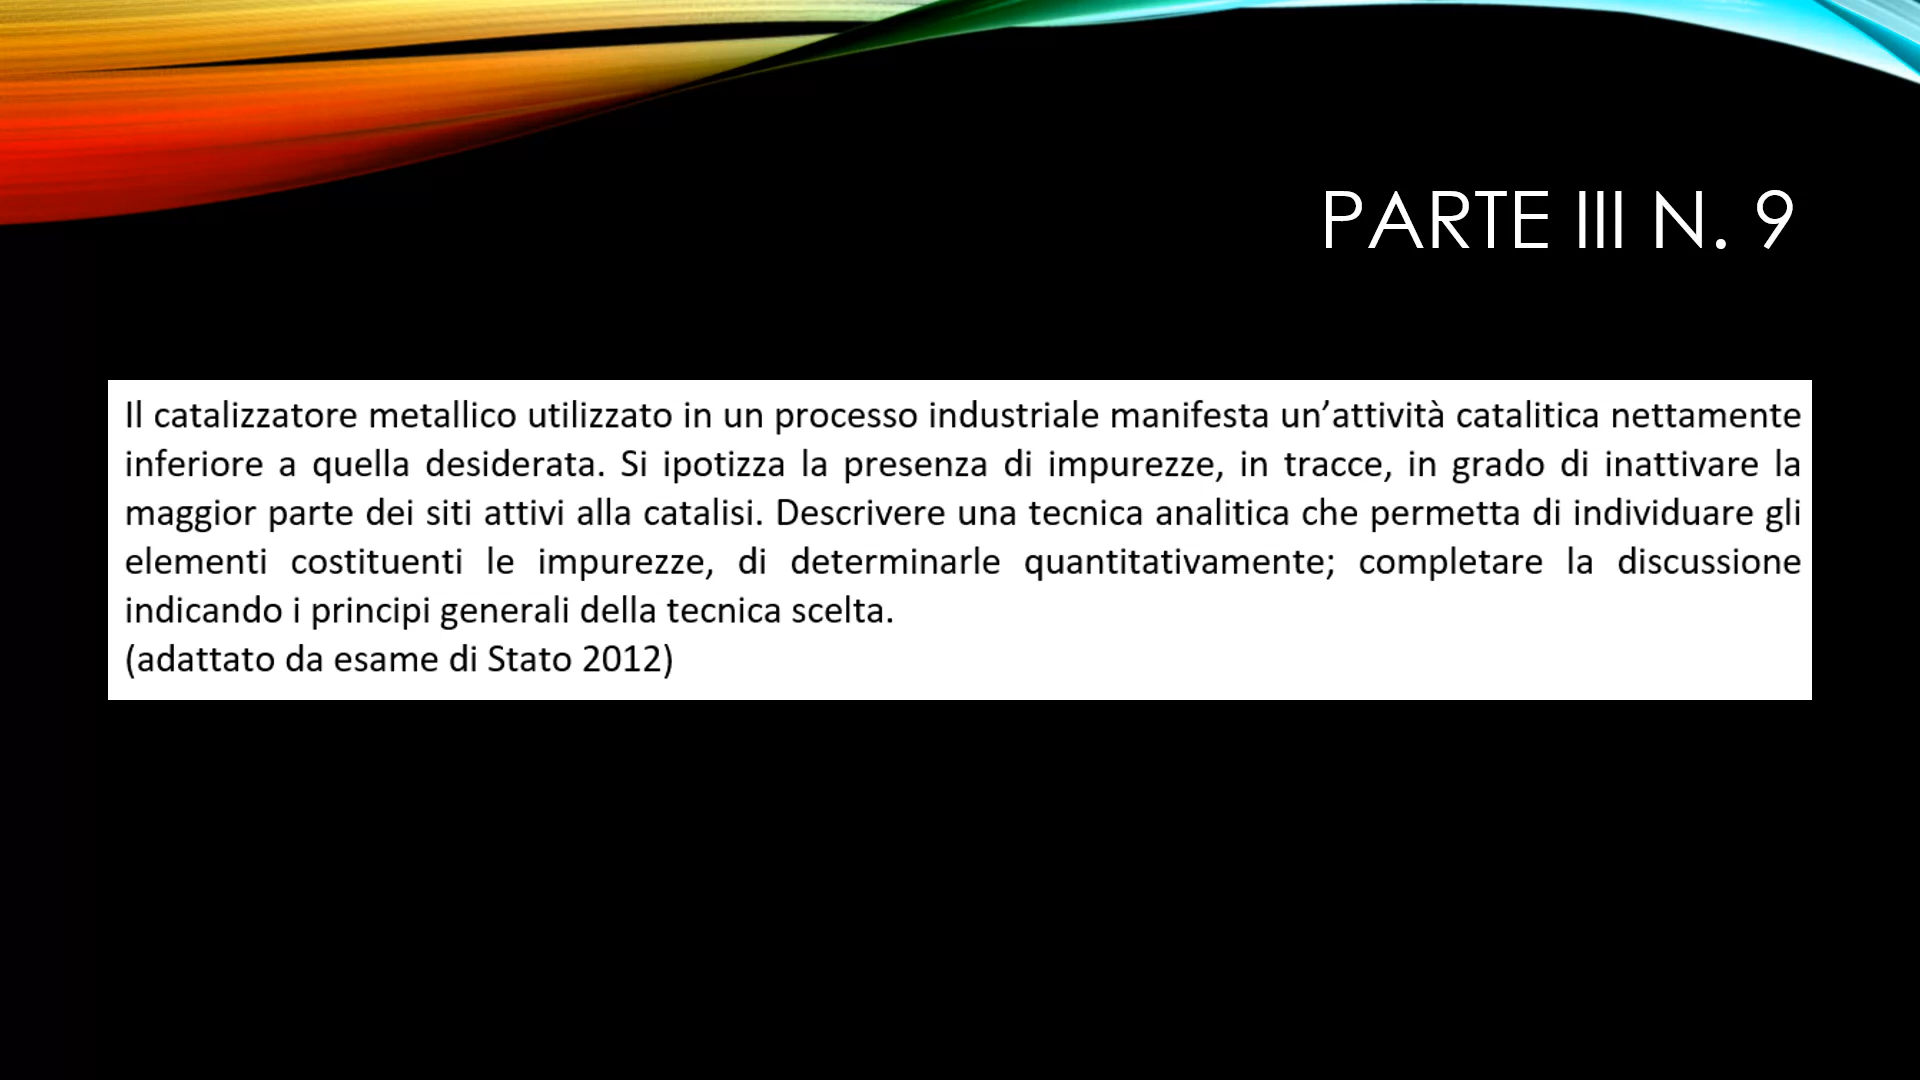 PARTE III N. 9
Il catalizzatore metallico utilizzato in un processo industriale manifesta un’attività catalitica nettamente
inferiore a quella desiderata. Si ipotizza la presenza di impurezze, in tracce, in grado di inattivare la
maggior parte dei siti attivi alla catalisi. Descrivere una tecnica analitica che permetta di individuare gli
elementi costituenti le impurezze, di determinarle quantitativamente; completare la discussione
indicando i principi generali della tecnica scelta.
(adattato da esame di Stato 2012)